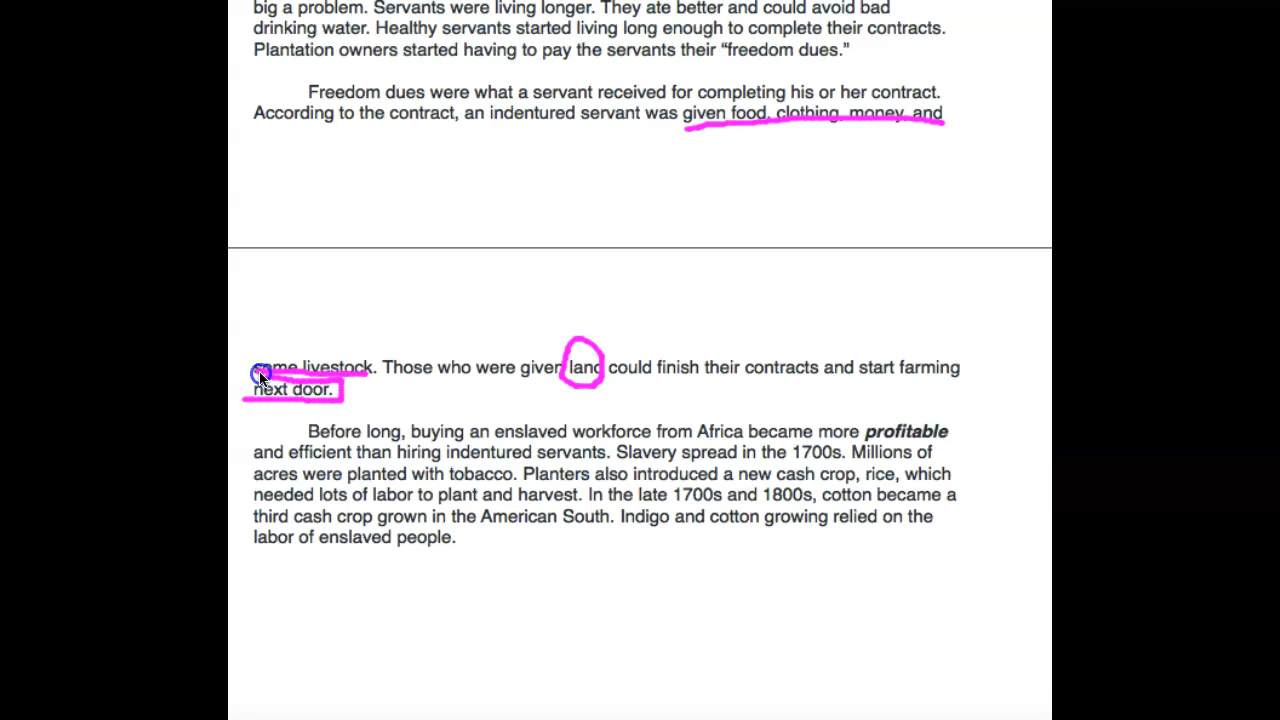 big a problem. Servants were living longer. They ate better and could avoid bad
drinking water. Healthy servants started living long enough to complete their contracts.
Plantation owners started having to pay the servants their “freedom dues.”
Freedom dues were what a servant received for completing his or her contract.
According to the contract, an indentured servant was given food, clothing, money, and
some livestock. Those who were given land could finish their contracts and start farming
next door.
Before long, buying an enslaved workforce from Africa became more profitable
and efficient than hiring indentured servants. Slavery spread in the 1700s. Millions of
acres were planted with tobacco. Planters also introduced a new cash crop, rice, which
needed lots of labor to plant and harvest. In the late 1700s and 1800s, cotton became a
third cash crop grown in the American South. Indigo and cotton growing relied on the
labor of enslaved people.